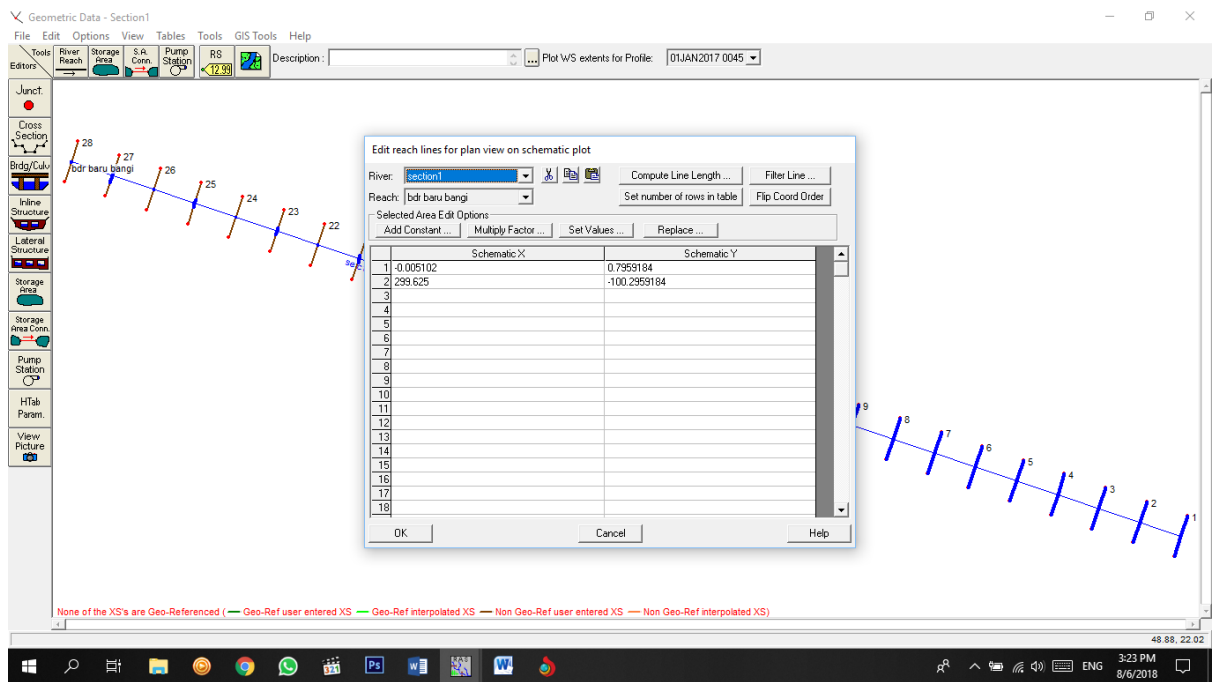 Geometric Data - Section1
File Edit Options View Tables Tools GIS Tools Help
Tools
Editors
River
Reach
Storage
Area
S.A.
Conn.
Pump
Station
RS
12.99
Description :
...
Plot WS extents for Profile:
01JAN2017 0045
Junct.
Cross
Section
Brdg/Culv
Inline
Structure
Lateral
Structure
Storage
Area
Storage
Area Conn.
Pump
Station
HTab
Param.
View
Picture
28
27
bdr baru bangi
26
25
24
23
22
Edit reach lines for plan view on schematic plot
River:
section1
Compute Line Length ...
Filter Line ...
Reach:
bdr baru bangi
Set number of rows in table
Flip Coord Order
Selected Area Edit Options
Add Constant ...
Multiply Factor ...
Set Values ...
Replace ...
Schematic X
Schematic Y
1 -0.005102 0.7959184
2 299.625 -100.2959184
3
4
5
6
7
8
9
10
11
12
13
14
15
16
17
18
OK
Cancel
Help
9
8
7
6
5
4
3
2
1
None of the XS's are Geo-Referenced ( Geo-Ref user entered XS Geo-Ref interpolated XS Non Geo-Ref user entered XS Non Geo-Ref interpolated XS)
48.88, 22.02
321
Ps
W
W
ENG
3:23 PM
8/6/2018